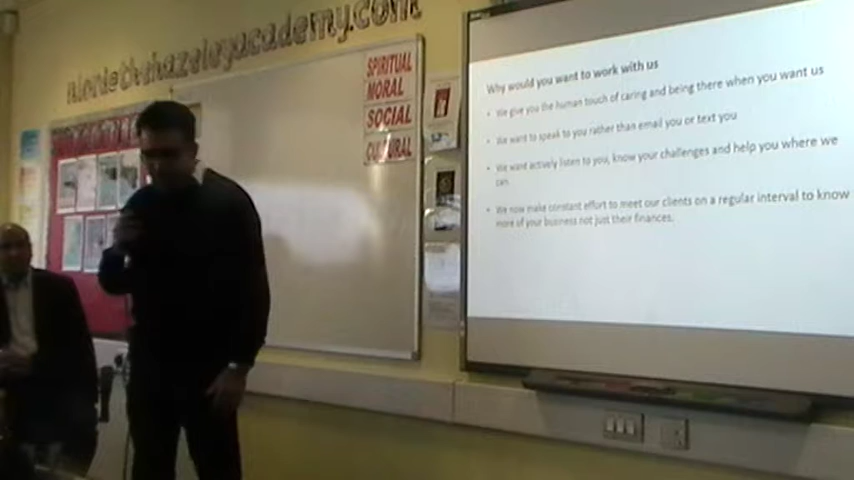 SPIRITUAL
MORAL
SOCIAL
CULTURAL
Why would you want to work with us
• We give you the human touch of caring and being there when you want us
• We want to speak to you rather than email you or text you
• We want actively listen to you, know your challenges and help you where we
can.
• We now make constant effort to meet our clients on a regular interval to know
more of your business not just their finances.